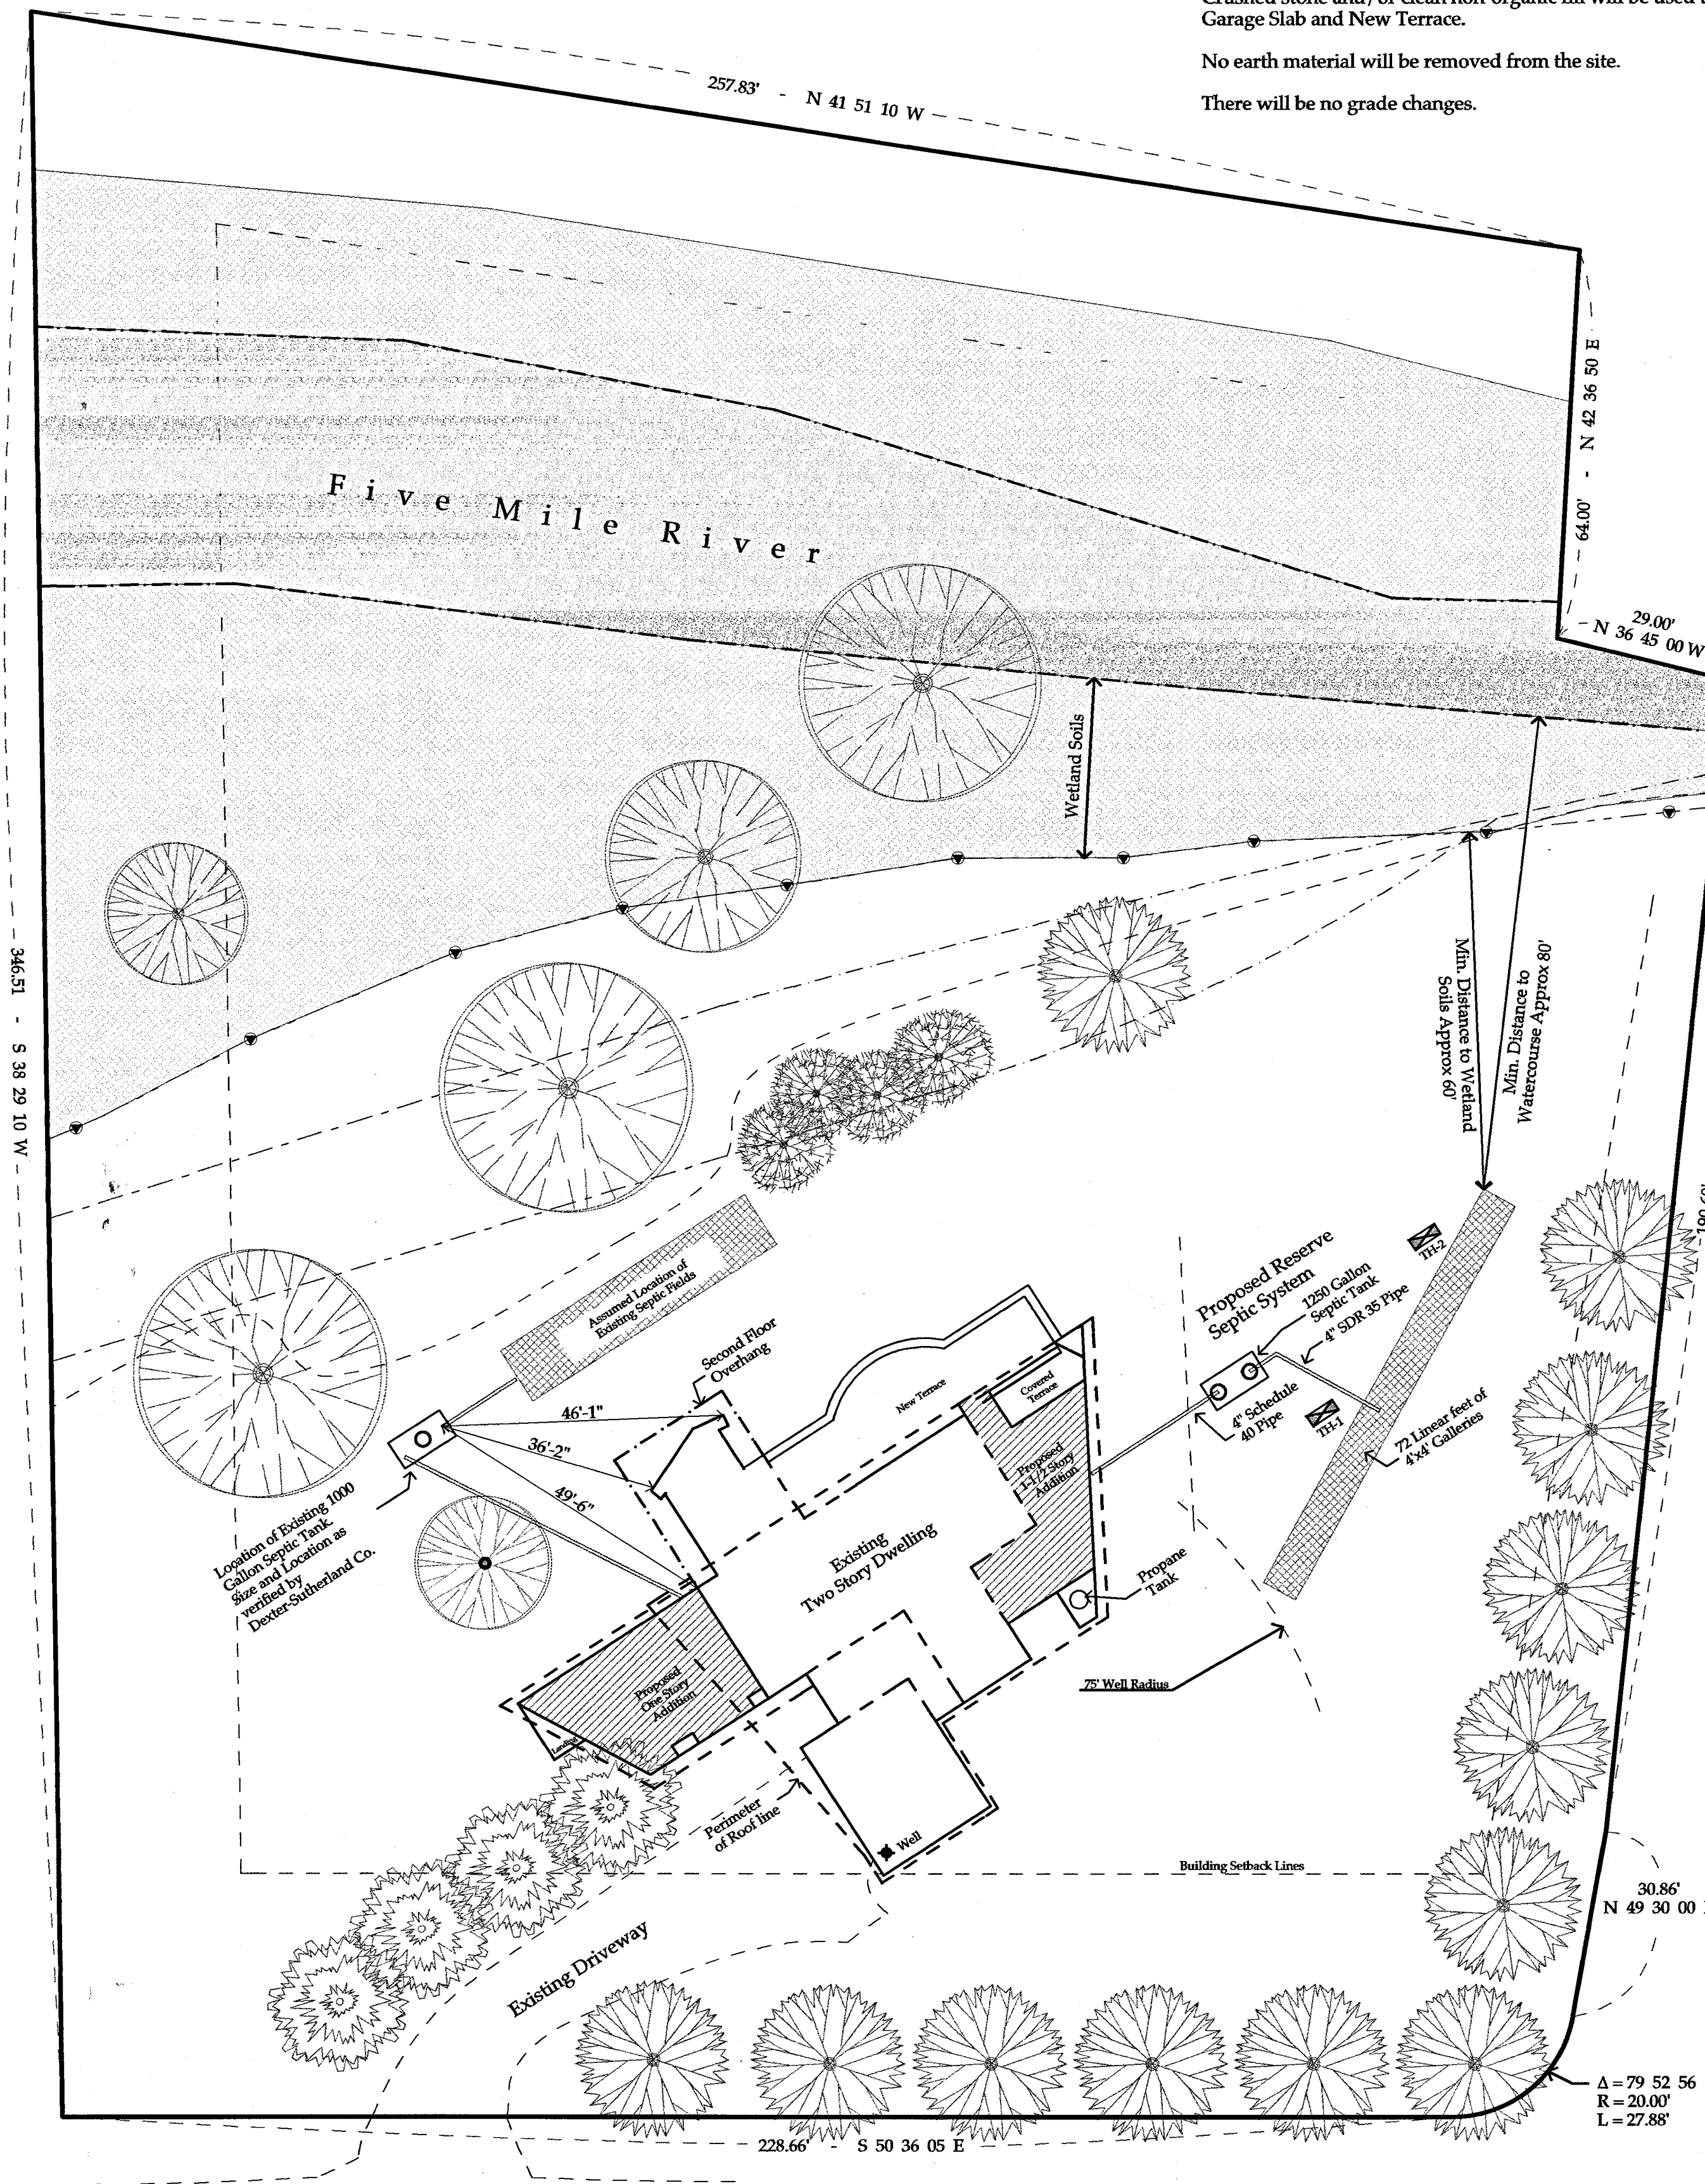 Garage Slab and New Terrace.
No earth material will be removed from the site.
There will be no grade changes.
257.83' - N 41 51 10 W
64.00' - N 42 36 50 E
29.00'
N 36 45 00 W
Five Mile River
Wetland Soils
Min. Distance to Wetland
Soils Approx 60'
Min. Distance to
Watercourse Approx 80'
346.51 - S 38 29 10 W
Assumed Location of
Existing Septic Fields
Second Floor
Overhang
46'-1"
36'-2"
49'-6"
Location of Existing 1000
Gallon Septic Tank.
Size and Location as
verified by
Dexter-Sutherland Co.
New Terrace
Covered
Terrace
Proposed
1-1/2 Story
Addition
Existing
Two Story Dwelling
Proposed Reserve
Septic System
1250 Gallon
Septic Tank
4" SDR 35 Pipe
4" Schedule
40 Pipe
TH-2
TH-1
72 Linear feet of
4'x4' Galleries
Propane
Tank
75' Well Radius
Proposed
One Story
Addition
Landing
Perimeter
of Roof line
Well
Building Setback Lines
Existing Driveway
30.86'
N 49 30 00
Δ = 79 52 56
R = 20.00'
L = 27.88'
228.66' - S 50 36 05 E